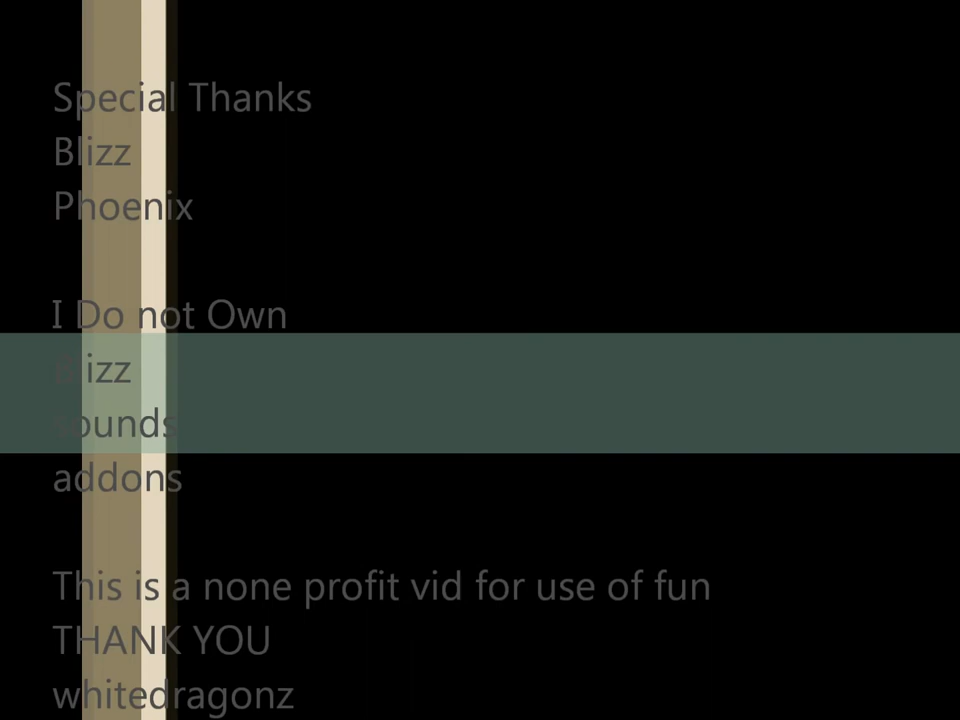 Special Thanks
Blizz
Phoenix
I Do not Own
Blizz
sounds
addons
This is a none profit vid for use of fun
THANK YOU
whitedragonz